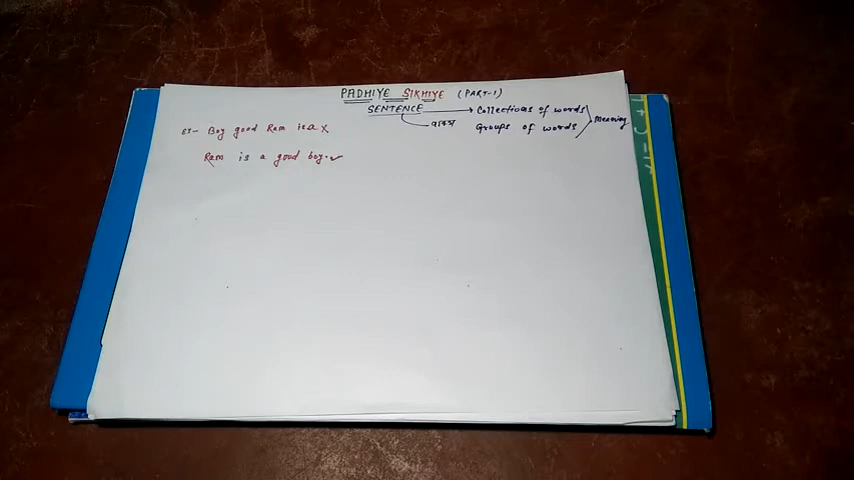 PADHIYE SIKHIYE (PART-1)
SENTENCE → Collections of words
वाक्य Groups of words
Meaning
Ex- Boy good Ram is a ✗
Ram is a good boy. ✓